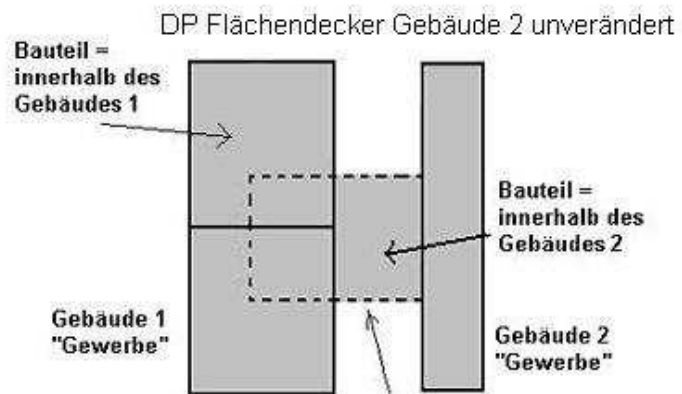 DP Flächendecker Gebäude 2 unverändert
Bauteil =
innerhalb des
Gebäudes 1
Bauteil =
innerhalb des
Gebäudes 2
Gebäude 1
"Gewerbe"
Gebäude 2
"Gewerbe"